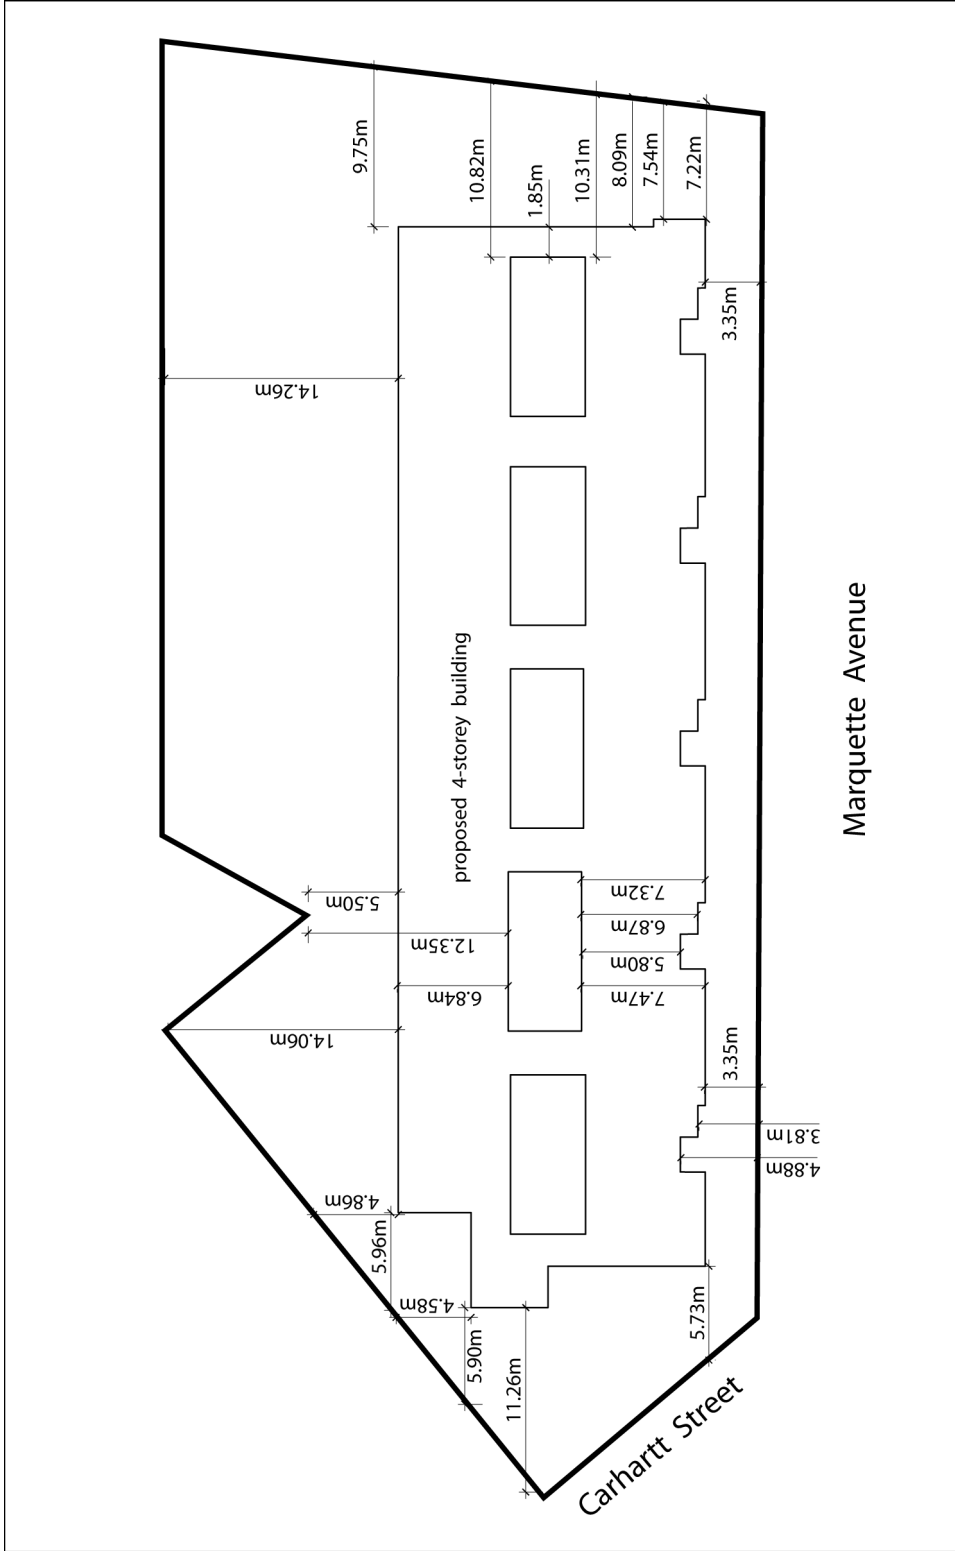 9.75m
10.82m
1.85m
10.31m
8.09m
7.54m
7.22m
3.35m
14.26m
proposed 4-storey building
Marquette Avenue
5.50m
12.35m
6.84m
14.06m
7.32m
6.87m
5.80m
7.47m
3.35m
3.81m
4.88m
4.86m
5.96m
4.58m
5.90m
11.26m
5.73m
Carhartt Street